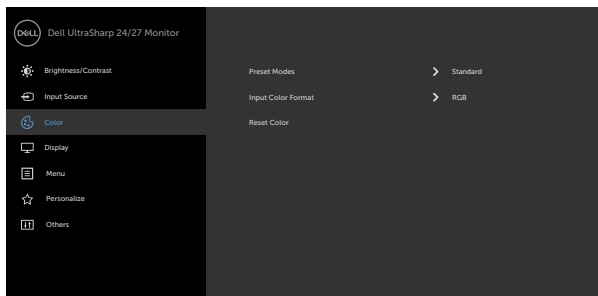 DELL
Dell UltraSharp 24/27 Monitor
Brightness/Contrast
Input Source
Color
Display
Menu
Personalize
Others
Preset Modes
Standard
Input Color Format
RGB
Reset Color